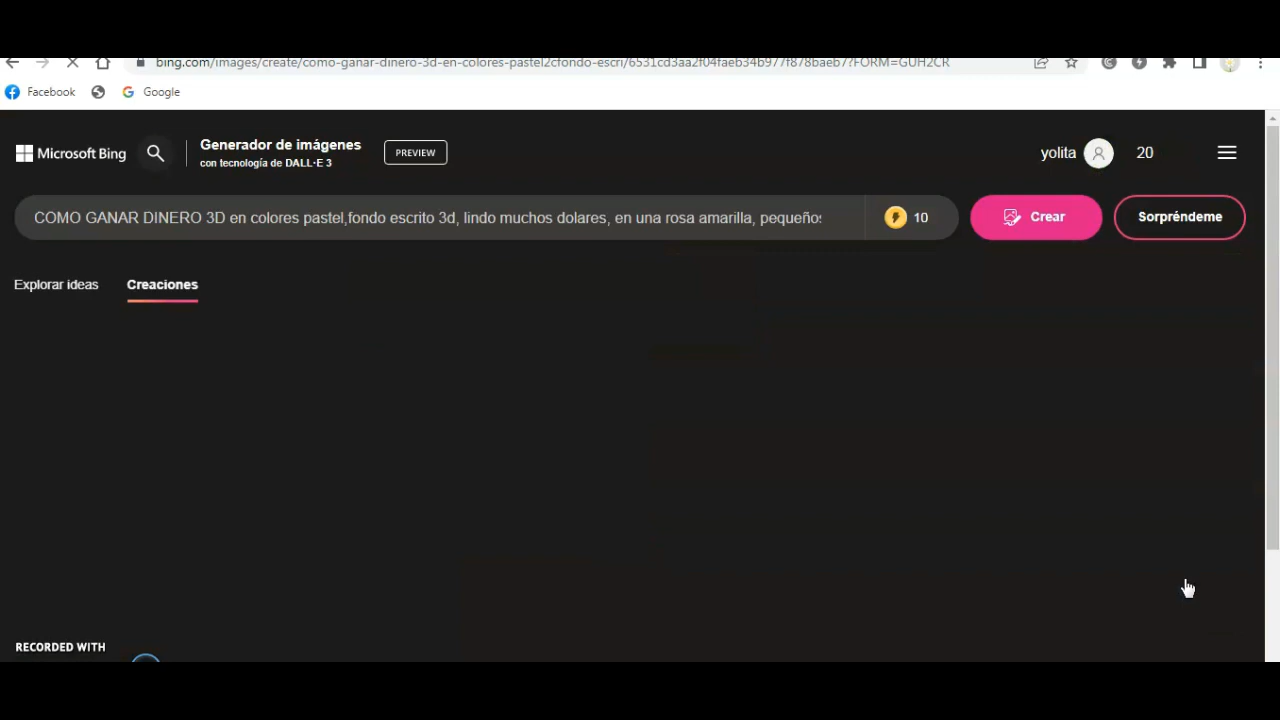 bing.com/images/create/como-ganar-dinero-3d-en-colores-pastel2cfondo-escri/6531cd3aa2f04faeb34b977f878baeb7?FORM=GUH2CR
Facebook Google
Microsoft Bing
Generador de imágenes
con tecnología de DALL·E 3
PREVIEW
yolita 20
COMO GANAR DINERO 3D en colores pastel,fondo escrito 3d, lindo muchos dolares, en una rosa amarilla, pequeños
10
Crear
Sorpréndeme
Explorar ideas Creaciones
RECORDED WITH